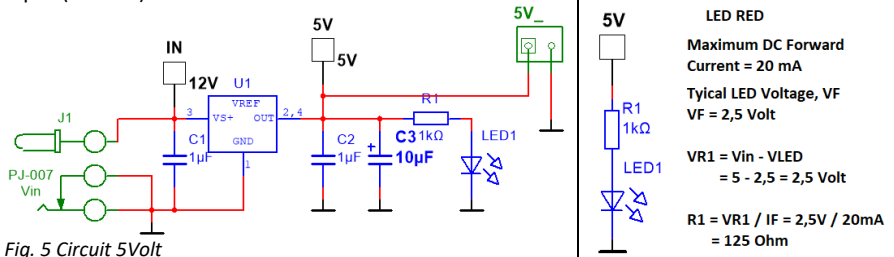 5V_
5V
5V
IN
12V
U1
VREF
VS+
OUT
GND
3
2,4
1
J1
PJ-007
Vin
C1
1µF
C2
1µF
C3
10µF
+
R1
1kΩ
LED1
Fig. 5 Circuit 5Volt
5V
R1
1kΩ
LED1
LED RED
Maximum DC Forward
Current = 20 mA
Tyical LED Voltage, VF
VF = 2,5 Volt
VR1 = Vin - VLED
= 5 - 2,5 = 2,5 Volt
R1 = VR1 / IF = 2,5V / 20mA
= 125 Ohm